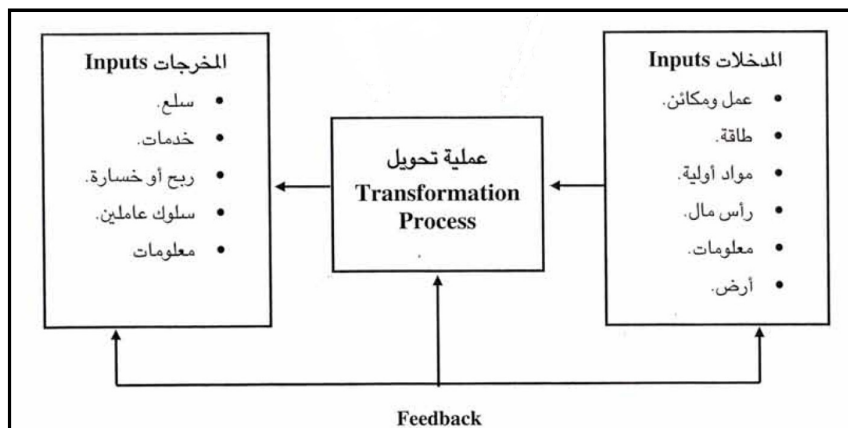 المدخلات Inputs
عمل ومكائن.
طاقة.
مواد أولية.
رأس مال.
معلومات.
أرض.
عملية تحويل
Transformation
Process
المخرجات Inputs
سلع.
خدمات.
ربح أو خسارة.
سلوك عاملين.
معلومات
Feedback